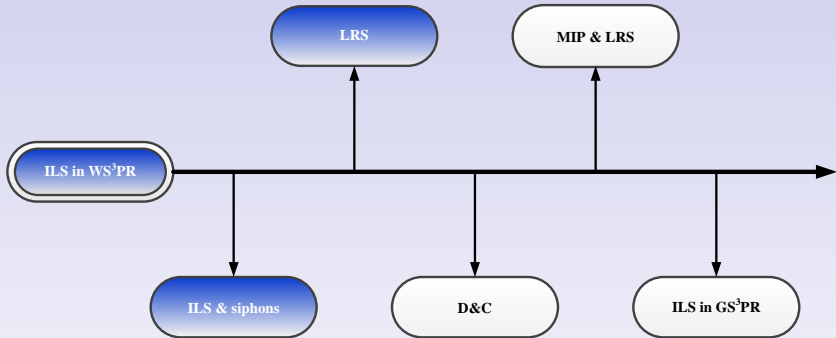 LRS
MIP & LRS
ILS in WS³PR
ILS & siphons
D&C
ILS in GS³PR